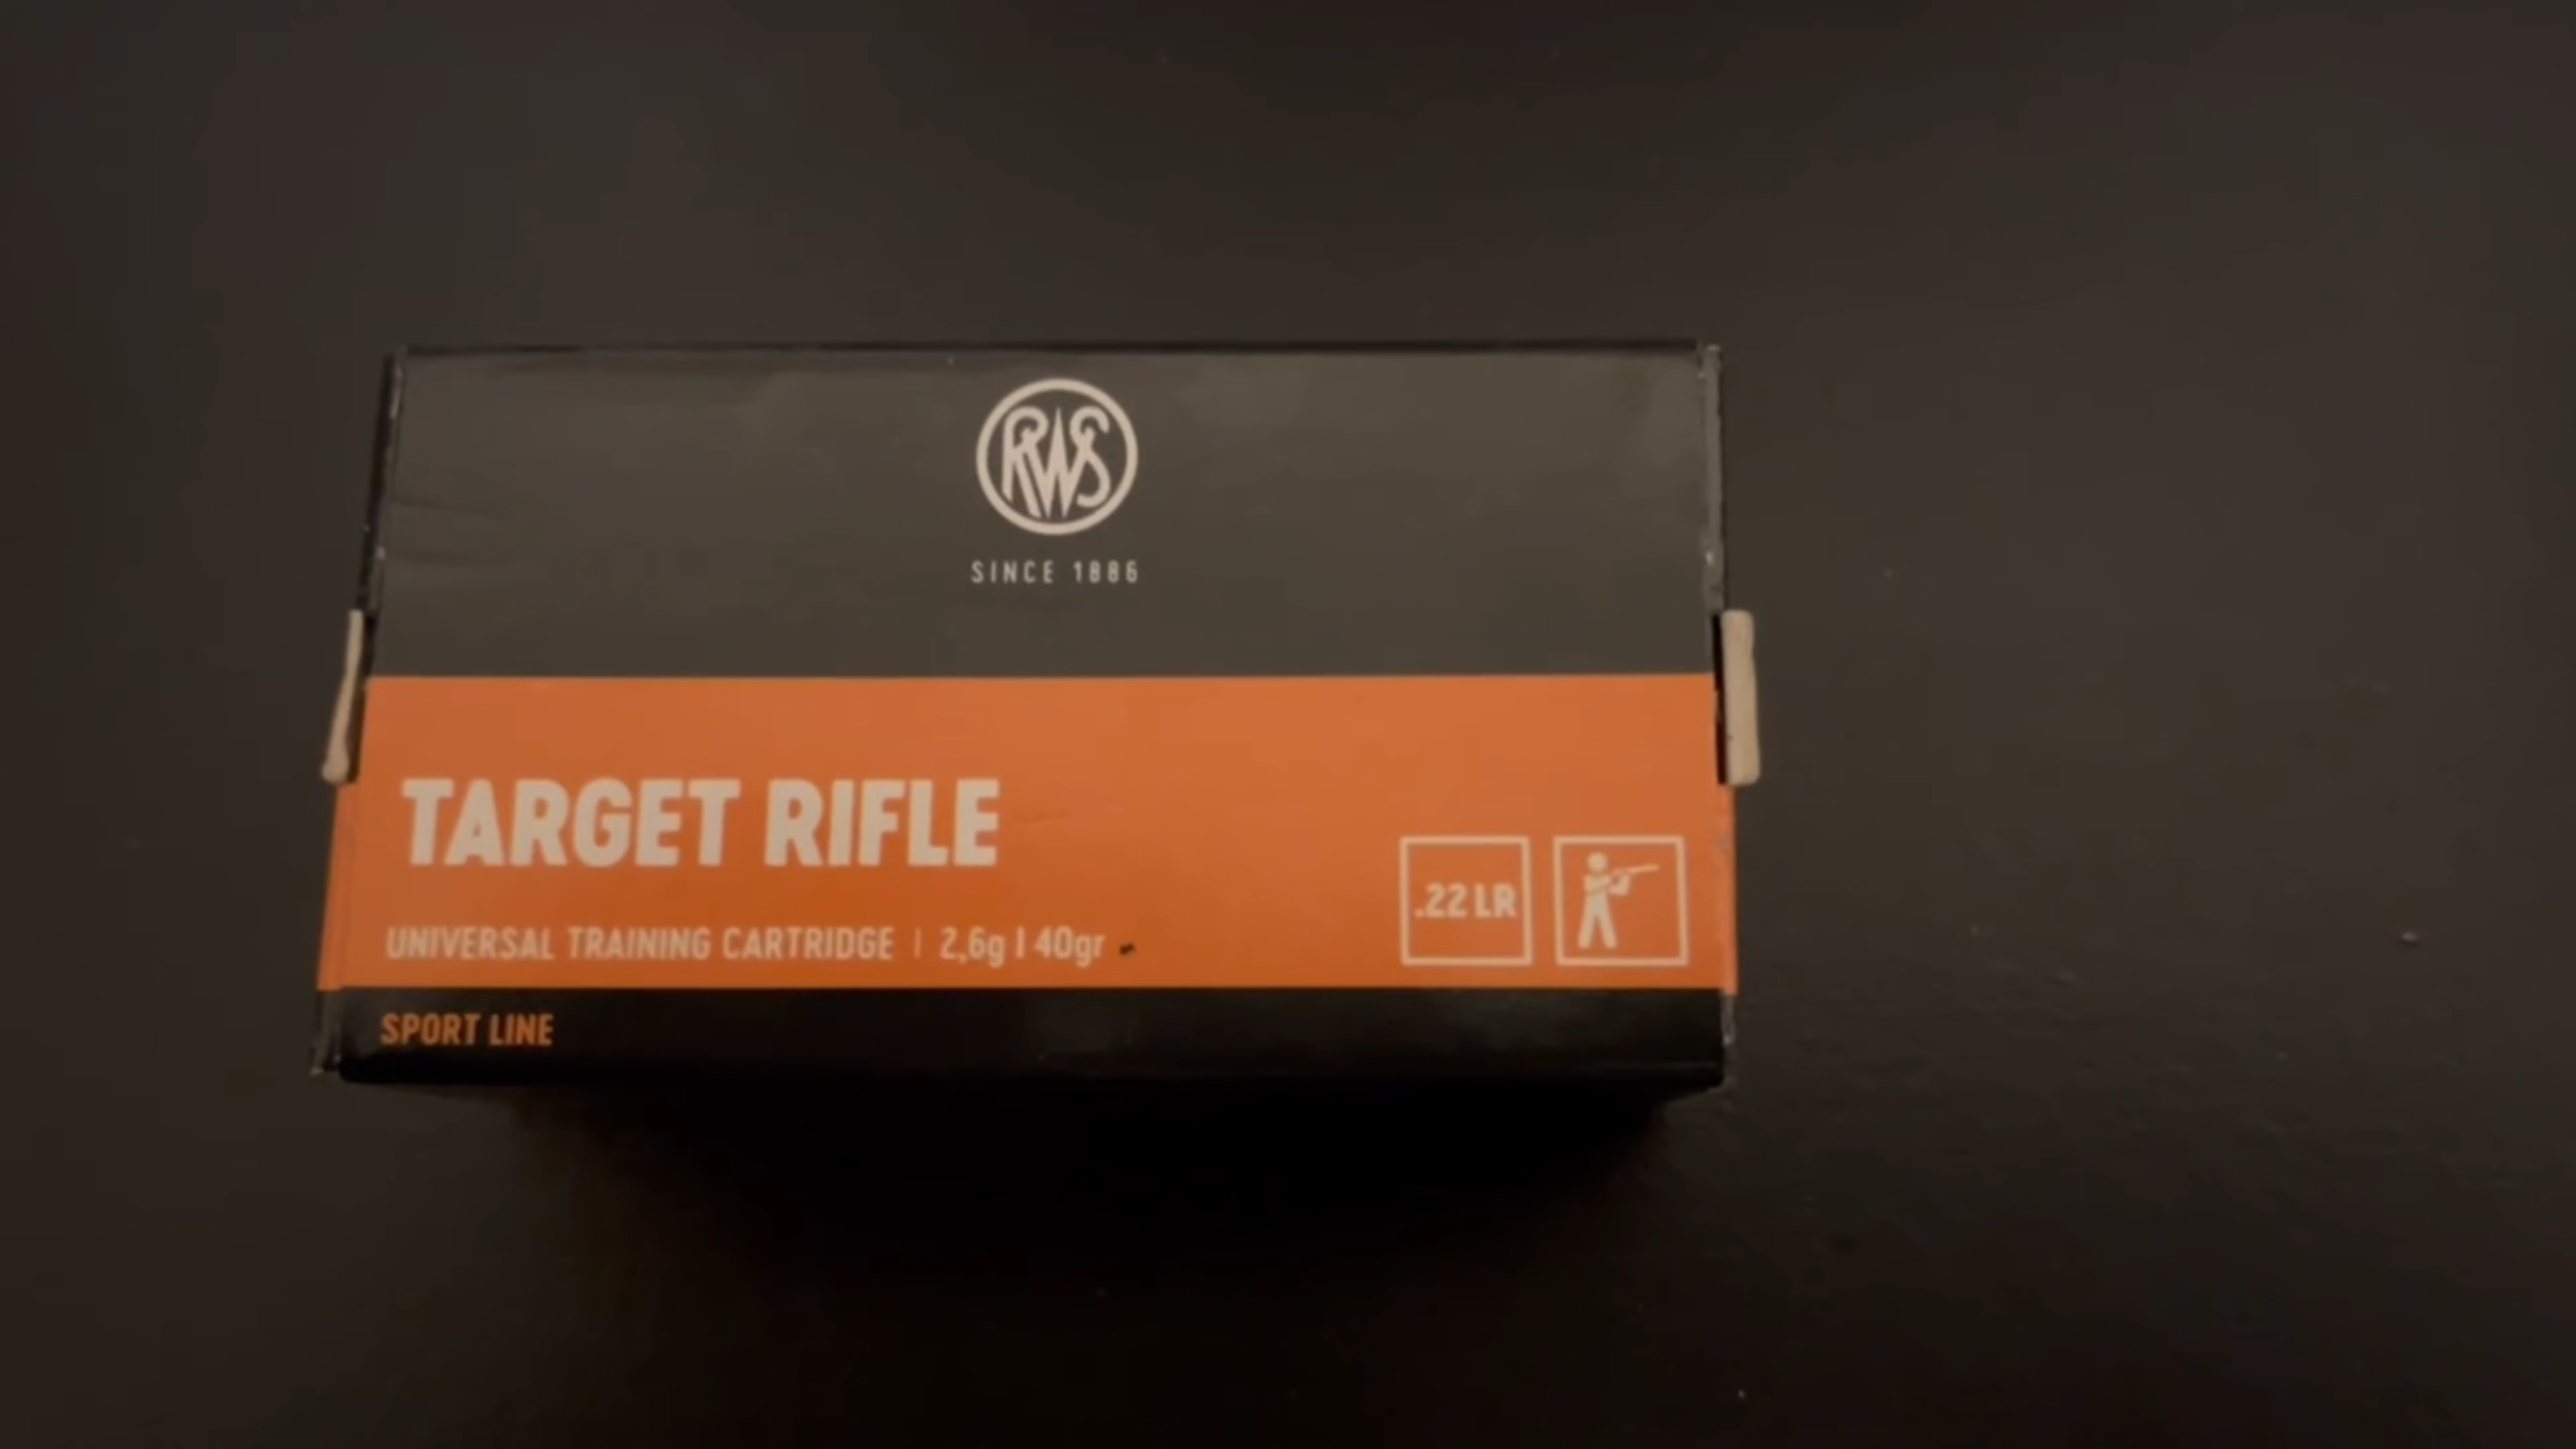 RWS
SINCE 1886
TARGET RIFLE
UNIVERSAL TRAINING CARTRIDGE | 2,6g | 40gr
.22 LR
SPORT LINE